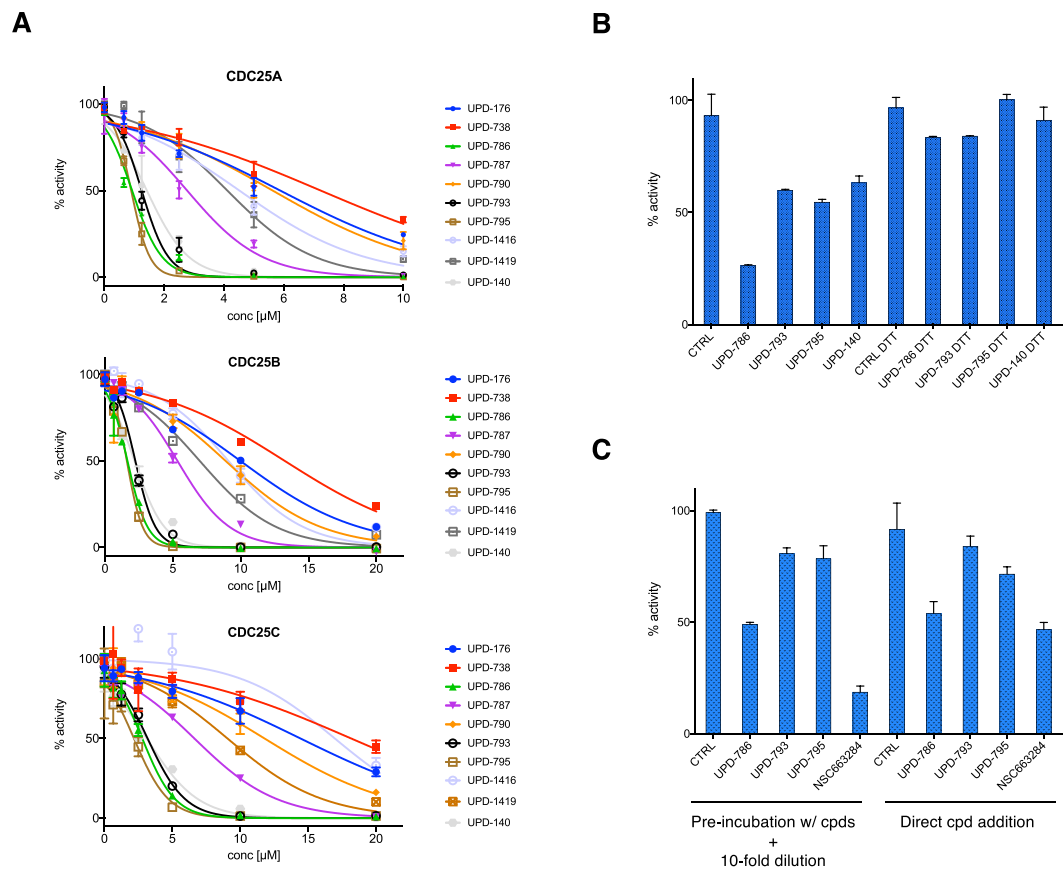 A
CDC25A
% activity
100
50
0
0
2
4
6
8
10
conc [µM]
UPD-176
UPD-738
UPD-786
UPD-787
UPD-790
UPD-793
UPD-795
UPD-1416
UPD-1419
UPD-140
CDC25B
% activity
100
50
0
0
5
10
15
20
conc [µM]
UPD-176
UPD-738
UPD-786
UPD-787
UPD-790
UPD-793
UPD-795
UPD-1416
UPD-1419
UPD-140
CDC25C
% activity
100
50
0
0
5
10
15
20
conc [µM]
UPD-176
UPD-738
UPD-786
UPD-787
UPD-790
UPD-793
UPD-795
UPD-1416
UPD-1419
UPD-140
B
% activity
100
50
0
CTRL
UPD-786
UPD-793
UPD-795
UPD-140
CTRL DTT
UPD-786 DTT
UPD-793 DTT
UPD-795 DTT
UPD-140 DTT
C
% activity
100
50
0
CTRL
UPD-786
UPD-793
UPD-795
NSC663284
CTRL
UPD-786
UPD-793
UPD-795
NSC663284
Pre-incubation w/ cpds
+
10-fold dilution
Direct cpd addition